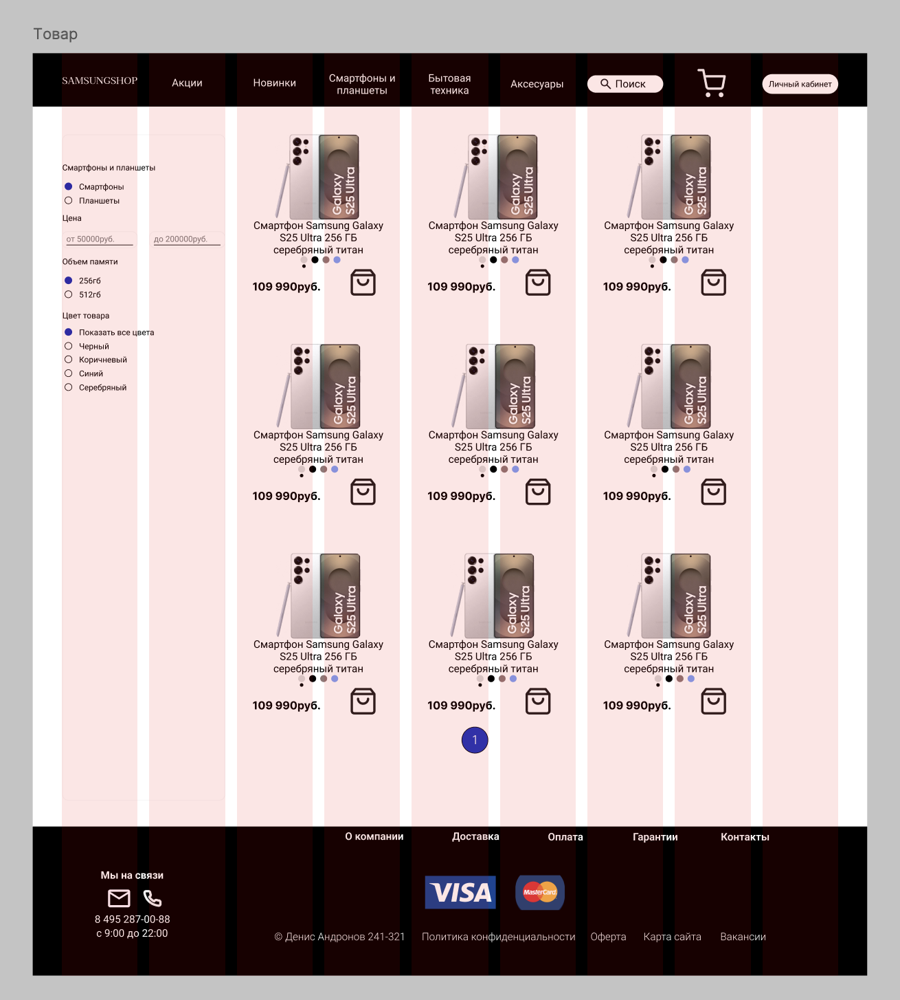 Товар
SAMSUNGSHOP
Акции
Новинки
Смартфоны и
планшеты
Бытовая
техника
Аксесуары
Поиск
Личный кабинет
Смартфоны и планшеты
Смартфоны
Планшеты
Цена
от 50000руб.
до 200000руб.
Объем памяти
256гб
512гб
Цвет товара
Показать все цвета
Черный
Коричневый
Синий
Серебряный
Galaxy
S25 Ultra
Смартфон Samsung Galaxy
S25 Ultra 256 ГБ
серебряный титан
109 990руб.
Galaxy
S25 Ultra
Смартфон Samsung Galaxy
S25 Ultra 256 ГБ
серебряный титан
109 990руб.
Galaxy
S25 Ultra
Смартфон Samsung Galaxy
S25 Ultra 256 ГБ
серебряный титан
109 990руб.
Galaxy
S25 Ultra
Смартфон Samsung Galaxy
S25 Ultra 256 ГБ
серебряный титан
109 990руб.
Galaxy
S25 Ultra
Смартфон Samsung Galaxy
S25 Ultra 256 ГБ
серебряный титан
109 990руб.
Galaxy
S25 Ultra
Смартфон Samsung Galaxy
S25 Ultra 256 ГБ
серебряный титан
109 990руб.
Galaxy
S25 Ultra
Смартфон Samsung Galaxy
S25 Ultra 256 ГБ
серебряный титан
109 990руб.
Galaxy
S25 Ultra
Смартфон Samsung Galaxy
S25 Ultra 256 ГБ
серебряный титан
109 990руб.
Galaxy
S25 Ultra
Смартфон Samsung Galaxy
S25 Ultra 256 ГБ
серебряный титан
109 990руб.
1
О компании
Доставка
Оплата
Гарантии
Контакты
Мы на связи
8 495 287-00-88
с 9:00 до 22:00
VISA
MasterCard
© Денис Андронов 241-321
Политика конфиденциальности
Оферта
Карта сайта
Вакансии